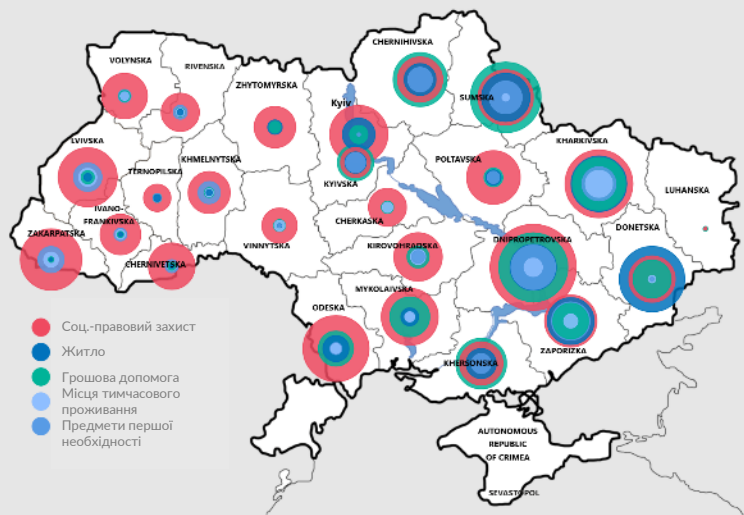 CHERNIHIVSKA
VOLYNSKA
RIVENSKA
ZHYTOMYRSKA
Kyiv
SUMSKA
LVIVSKA
KHMELNYTSKA
TERNOPILSKA
POLTAVSKA
KHARKIVSKA
LUHANSKA
KYIVSKA
IVANO-
FRANKIVSKA
CHERKASKA
ZAKARPATSKA
CHERNIVETSKA
VINNYTSKA
KIROVOHRADSKA
DNIPROPETROVSKA
DONETSKA
ODESKA
MYKOLAIVSKA
ZAPORIZKA
KHERSONSKA
Соц.-правовий захист
Житло
Грошова допомога
Місця тимчасового
проживання
Предмети першої
необхідності
AUTONOMOUS
REPUBLIC
OF CRIMEA
SEVASTOPOL